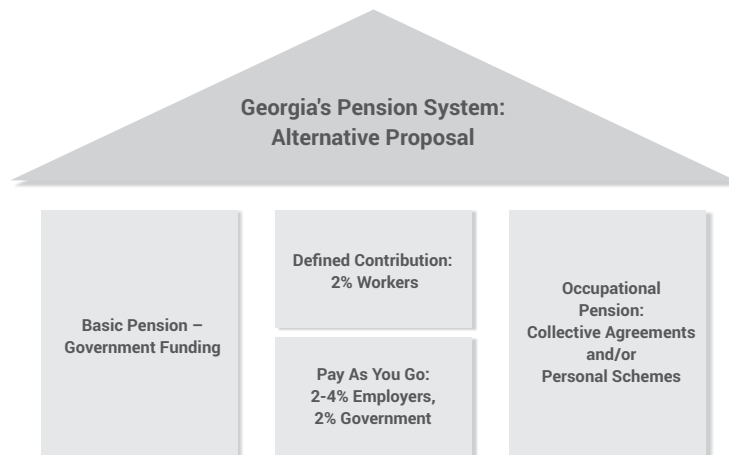 Georgia's Pension System:
Alternative Proposal
Basic Pension –
Government Funding
Defined Contribution:
2% Workers
Pay As You Go:
2-4% Employers,
2% Government
Occupational
Pension:
Collective Agreements
and/or
Personal Schemes